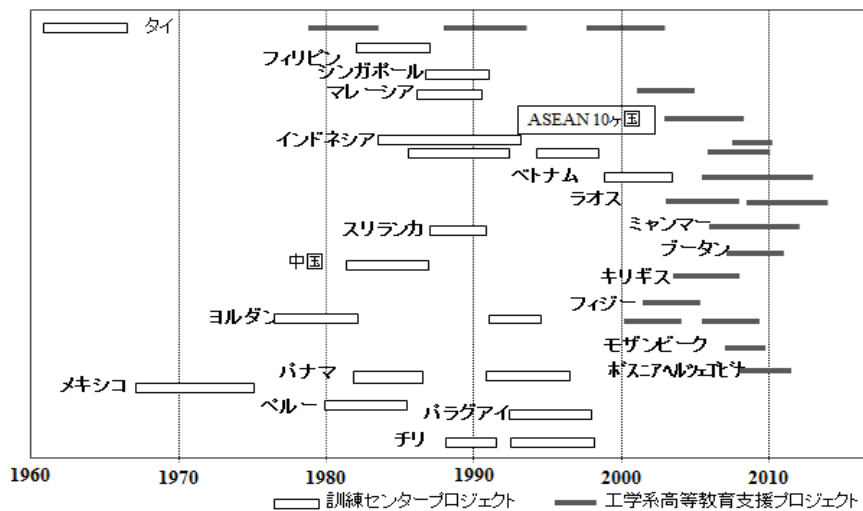 タイ
フィリピン
シンガポール
マレーシア
ASEAN 10ヶ国
インドネシア
ベトナム
ラオス
スリランカ
ミャンマー
ブータン
中国
キリギス
フィジー
ヨルダン
モザンビーク
パナマ
ボスニアヘルツェゴビナ
メキシコ
ペルー
パラグアイ
チリ
1960 1970 1980 1990 2000 2010
訓練センタープロジェクト 工学系高等教育支援プロジェクト